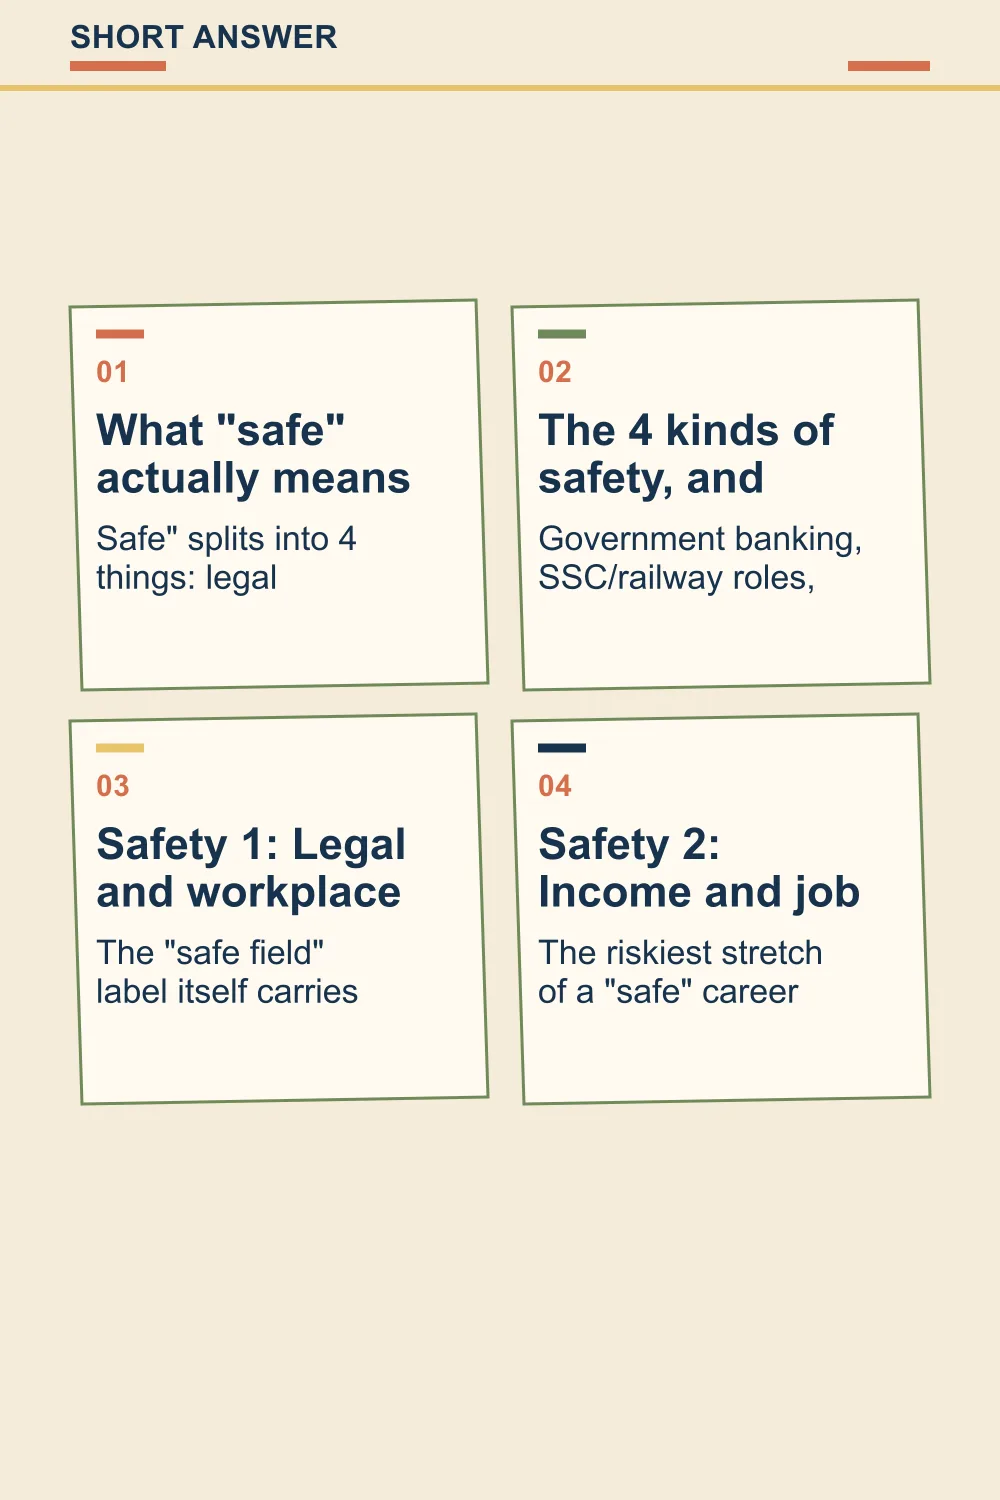 SHORT ANSWER
01
What "safe"
actually means
Safe" splits into 4
things: legal
02
The 4 kinds of
safety, and
Government banking,
SSC/railway roles,
03
Safety 1: Legal
and workplace
The "safe field"
label itself carries
04
Safety 2:
Income and job
The riskiest stretch
of a "safe" career